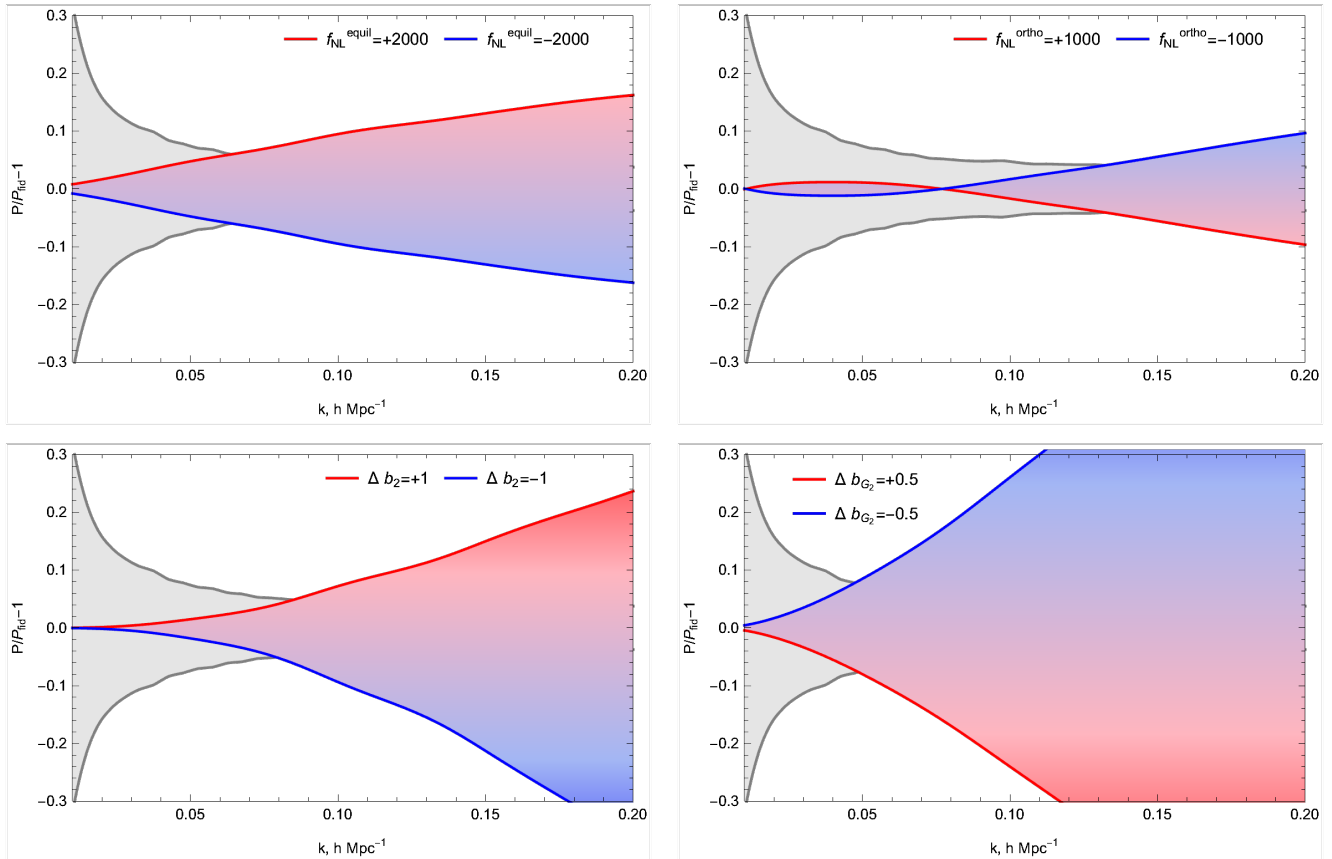 f_NL^equil=+2000 f_NL^equil=−2000
0.3
0.2
0.1
0.0
−0.1
−0.2
−0.3
P/P_fid−1
0.05 0.10 0.15 0.20
k, h Mpc⁻¹
f_NL^ortho=+1000 f_NL^ortho=−1000
0.3
0.2
0.1
0.0
−0.1
−0.2
−0.3
P/P_fid−1
0.05 0.10 0.15 0.20
k, h Mpc⁻¹
Δ b₂=+1 Δ b₂=−1
0.3
0.2
0.1
0.0
−0.1
−0.2
−0.3
P/P_fid−1
0.05 0.10 0.15 0.20
k, h Mpc⁻¹
Δ b_G₂=+0.5
Δ b_G₂=−0.5
0.3
0.2
0.1
0.0
−0.1
−0.2
−0.3
P/P_fid−1
0.05 0.10 0.15 0.20
k, h Mpc⁻¹